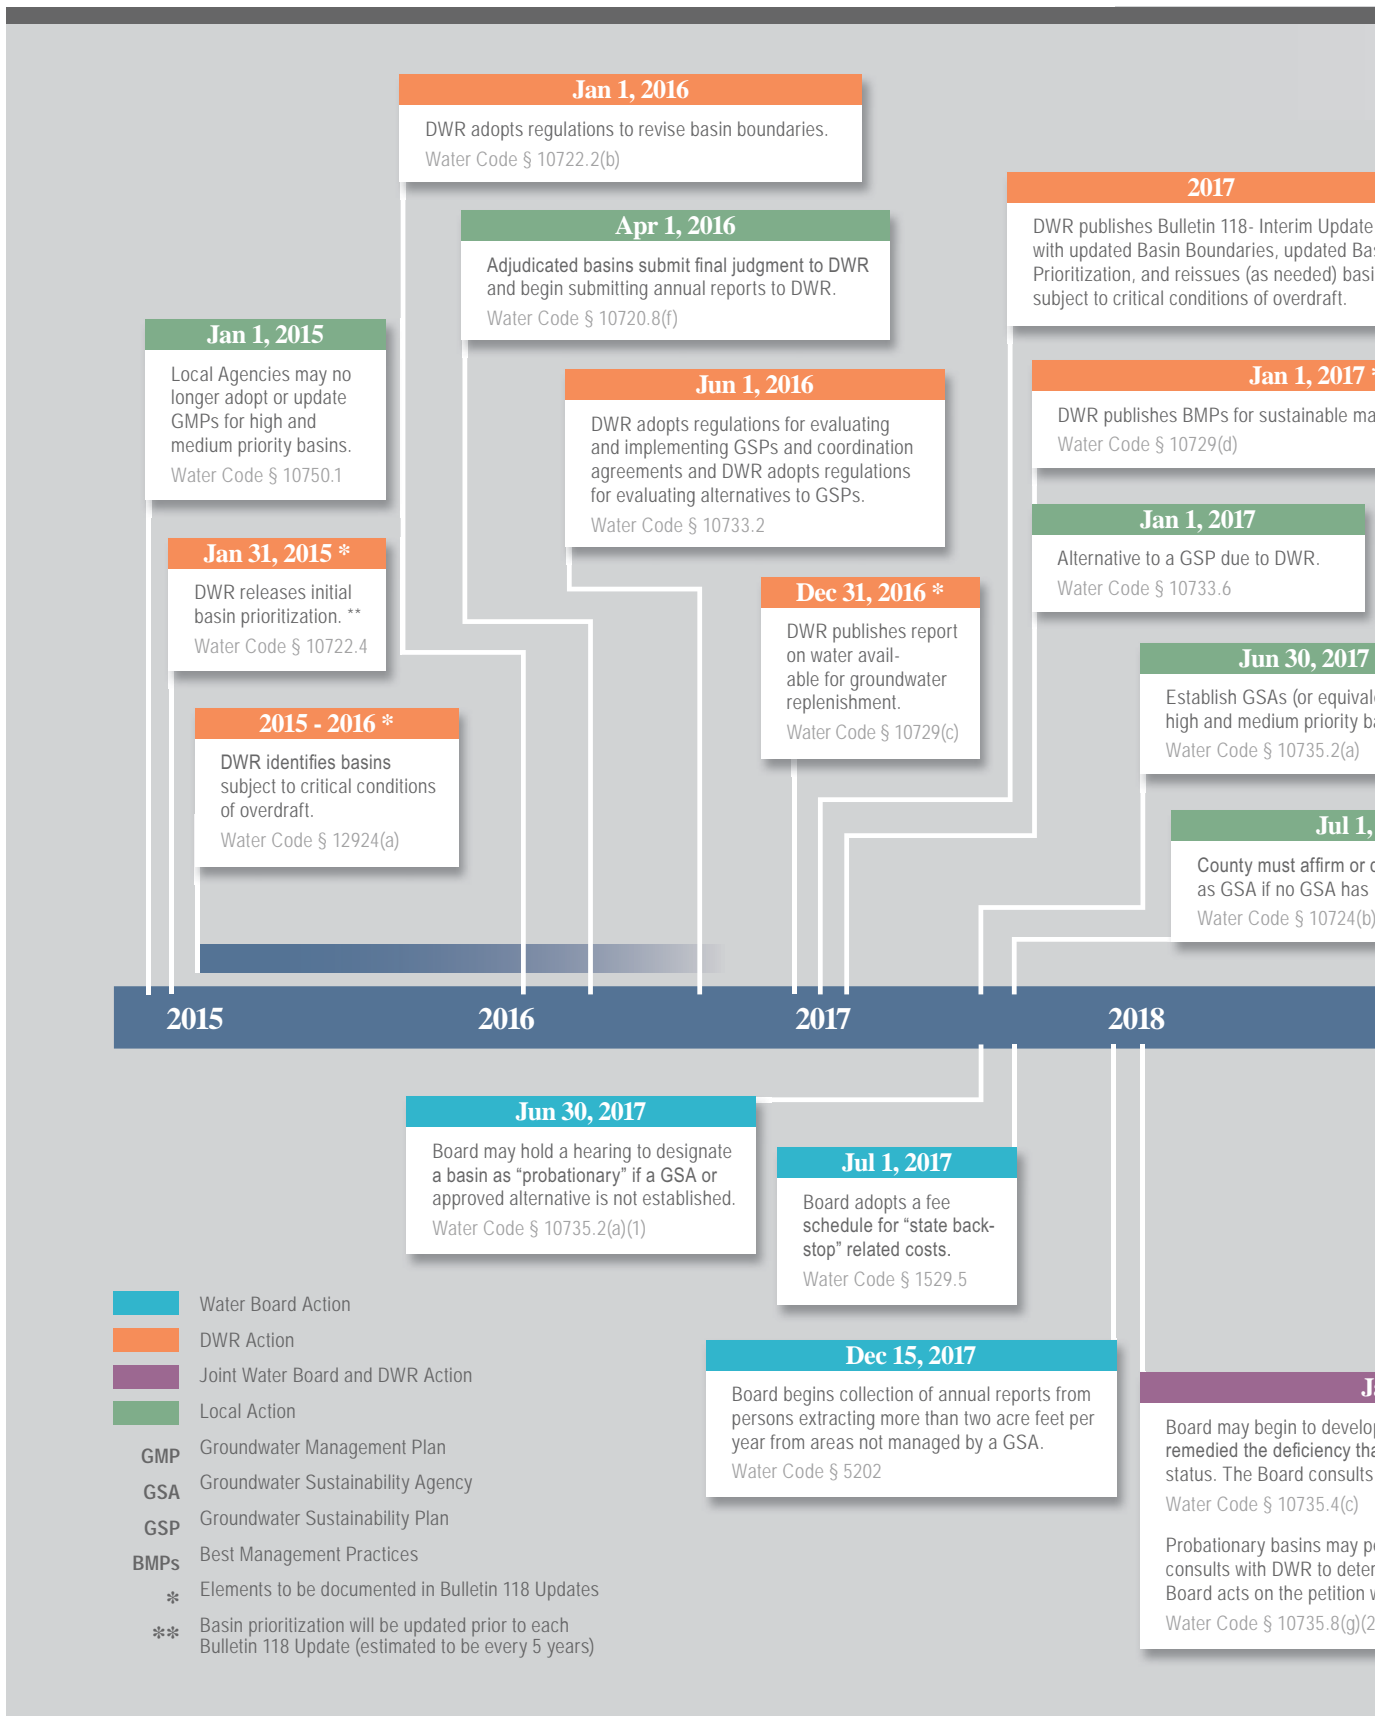 Jan 1, 2016
DWR adopts regulations to revise basin boundaries.
Water Code § 10722.2(b)
Apr 1, 2016
Adjudicated basins submit final judgment to DWR
and begin submitting annual reports to DWR.
Water Code § 10720.8(f)
Jan 1, 2015
Local Agencies may no
longer adopt or update
GMPs for high and
medium priority basins.
Water Code § 10750.1
Jun 1, 2016
DWR adopts regulations for evaluating
and implementing GSPs and coordination
agreements and DWR adopts regulations
for evaluating alternatives to GSPs.
Water Code § 10733.2
Jan 31, 2015 *
DWR releases initial
basin prioritization. **
Water Code § 10722.4
Dec 31, 2016 *
DWR publishes report
on water avail-
able for groundwater
replenishment.
Water Code § 10729(c)
2015 - 2016 *
DWR identifies basins
subject to critical conditions
of overdraft.
Water Code § 12924(a)
2017
DWR publishes Bulletin 118- Interim Update
with updated Basin Boundaries, updated
Prioritization, and reissues (as needed)
subject to critical conditions of overdraft.
Jan 1, 2017 *
DWR publishes BMPs for sustainable
Water Code § 10729(d)
Jan 1, 2017
Alternative to a GSP due to DWR.
Water Code § 10733.6
Jun 30, 2017
Establish GSAs (or
high and medium priority
Water Code § 10735.2(a)
Jul 1,
County must affirm or
as GSA if no GSA has
Water Code § 10724(b)
2015
2016
2017
2018
Jun 30, 2017
Board may hold a hearing to designate
a basin as “probationary” if a GSA or
approved alternative is not established.
Water Code § 10735.2(a)(1)
Jul 1, 2017
Board adopts a fee
schedule for “state back-
stop” related costs.
Water Code § 1529.5
Dec 15, 2017
Board begins collection of annual reports from
persons extracting more than two acre feet per
year from areas not managed by a GSA.
Water Code § 5202
Board may begin to
remedied the deficiency
status. The Board consults
Water Code § 10735.4(c)
Probationary basins may
consults with DWR to
Board acts on the petition
Water Code § 10735.8(g)(2
Water Board Action
DWR Action
Joint Water Board and DWR Action
Local Action
GMP Groundwater Management Plan
GSA Groundwater Sustainability Agency
GSP Groundwater Sustainability Plan
BMPs Best Management Practices
* Elements to be documented in Bulletin 118 Updates
** Basin prioritization will be updated prior to each
Bulletin 118 Update (estimated to be every 5 years)